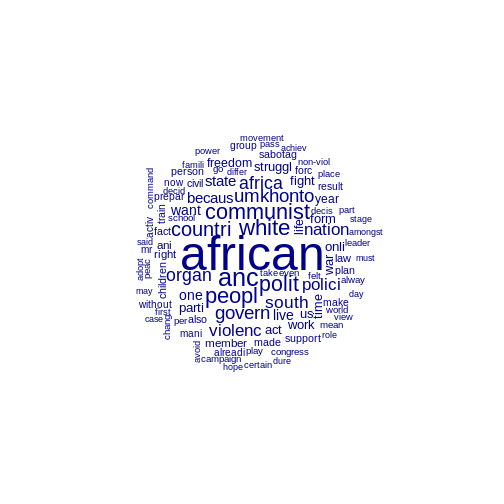 movement
group pass achiev
power sabotag
famili freedom struggl forc non-viol
person go differ fight place
command now civil state africa result
decid becaus umkhonto year
prepar
train want communist decis part
activ school life form stage
fact countri white nation amongst
said ani african war onli leader
mr right law must
adopt peac organ anc polit plan
take even felt alway
children peopl polici
may one south time make day
without parti govern live us world
first also work view
case per violenc act mean
chang mani member made support role
avoid alreadi play congress
campaign certain dure
hope